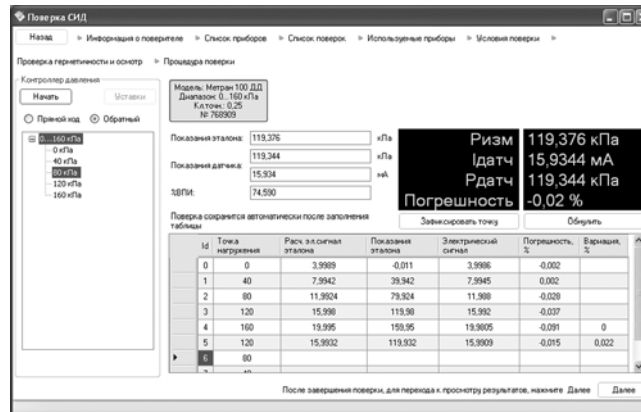 Поверка СИД
Назад » Информация о поверителе » Список приборов » Список поверок. » Используемые приборы » Условия поверки »
Проверка герметичности и осмотр » Процедура поверки
Контроллер давления
Начать Уставки
Прямой ход Обратный
0...160 кПа
0 кПа
40 кПа
80 кПа
120 кПа
160 кПа
Модель: Метран 100 ДД
Диапазон: 0...160 кПа
Кл.точн.: 0,25
№: 768909
Показания эталона: 119,376 кПа
Показания датчика: 119,344 кПа
15,934 мА
%ВПИ: 74,590
Ризм 119,376 кПа
Iдатч 15,9344 мА
Рдатч 119,344 кПа
Погрешность -0,02 %
Поверка сохранится автоматически после заполнения
таблицы
Зафиксировать точку Обнулить
Id Точка нагружения Расч. эл.сигнал эталона Показания эталона Электрический сигнал Погрешность, % Вариация, %
0 0 3,9989 -0,011 3,9986 -0,002
1 40 7,9942 39,942 7,9945 0,002
2 80 11,9924 79,924 11,988 -0,028
3 120 15,998 119,98 15,992 -0,037
4 160 19,995 159,95 19,9805 -0,091 0
5 120 15,9932 119,932 15,9909 -0,015 0,022
6 80
После завершения поверки, для перехода к просмотру результатов, нажмите Далее Далее